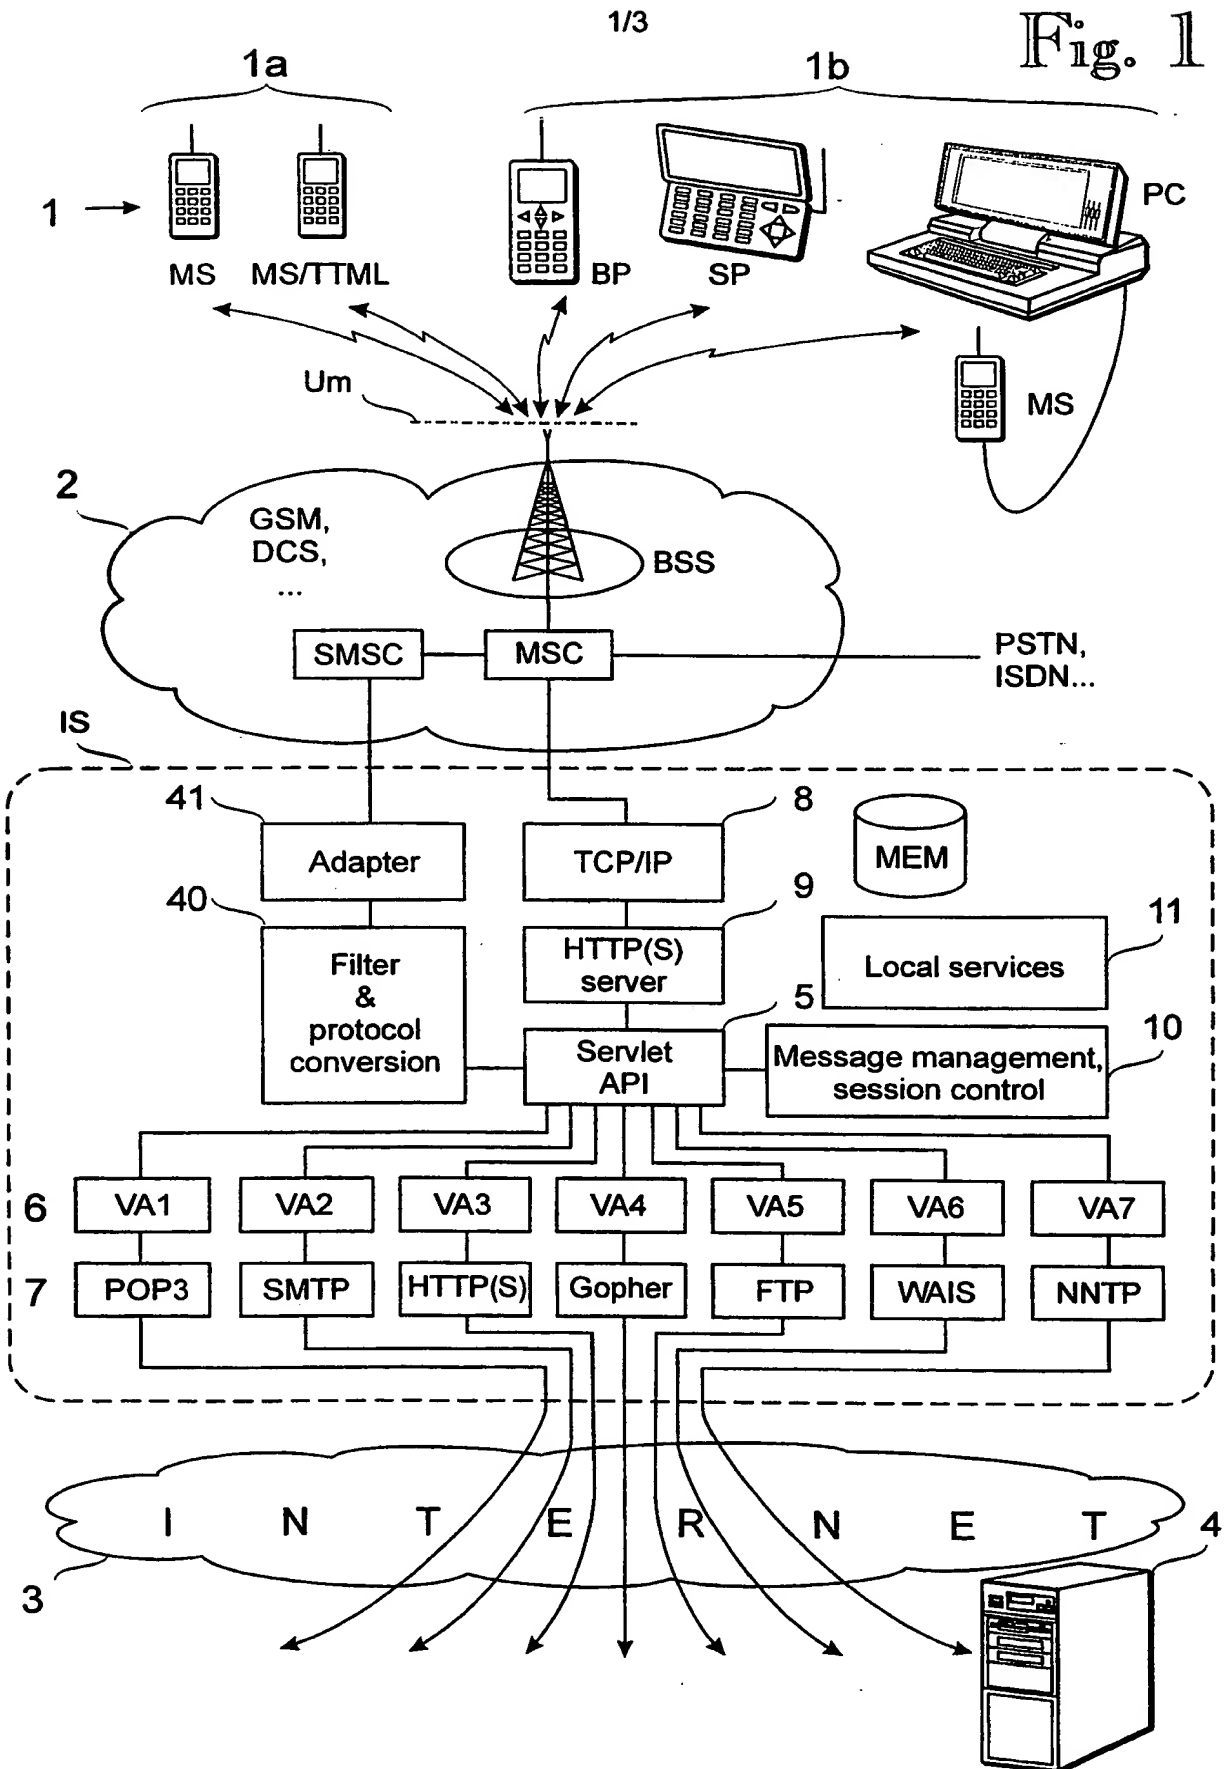 1/3
Fig. 1
1a
1b
1
MS
MS/TTML
BP
SP
PC
MS
Um
2
GSM,
DCS,
...
BSS
SMSC
MSC
PSTN,
ISDN...
IS
41
Adapter
8
TCP/IP
MEM
40
Filter
&
protocol
conversion
9
HTTP(S)
server
11
Local services
5
Servlet
API
10
Message management,
session control
6
VA1
VA2
VA3
VA4
VA5
VA6
VA7
7
POP3
SMTP
HTTP(S)
Gopher
FTP
WAIS
NNTP
I N T E R N E T
3
4